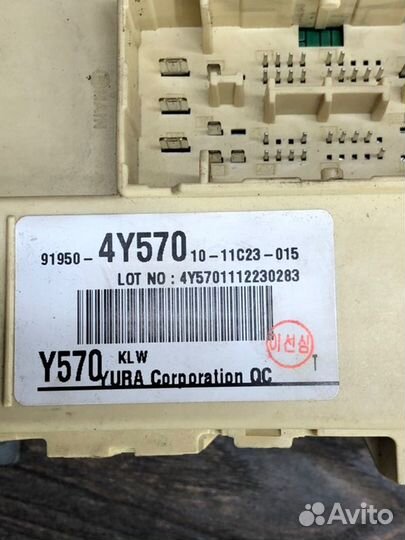 91950- 4Y570 10-11C23-015
LOT NO : 4Y5701112230283
이선심
Y570 KLW
YURA Corporation QC
T
Avito